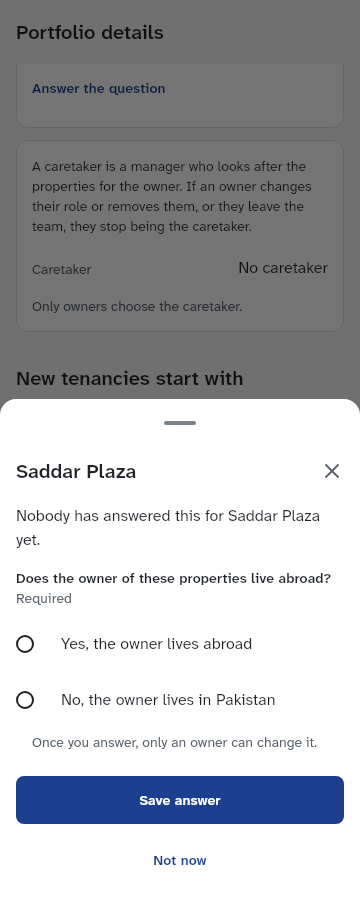 Portfolio details
Answer the question
A caretaker is a manager who looks after the
properties for the owner. If an owner changes
their role or removes them, or they leave the
team, they stop being the caretaker.
Caretaker
No caretaker
Only owners choose the caretaker.
New tenancies start with
Saddar Plaza
Nobody has answered this for Saddar Plaza
yet.
Does the owner of these properties live abroad?
Required
Yes, the owner lives abroad
No, the owner lives in Pakistan
Once you answer, only an owner can change it.
Save answer
Not now